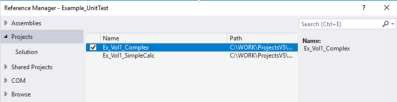 Reference Manager - Example_UnitTest
Assemblies
Projects
Solution
Shared Projects
COM
Browse
Name Path
Ex_Vol1_Complex C:\WORK\ProjectsVS\...
Ex_Vol1_SimpleCalc C:\WORK\ProjectsVS\...
Search (Ctrl+E)
Name:
Ex_Vol1_Complex